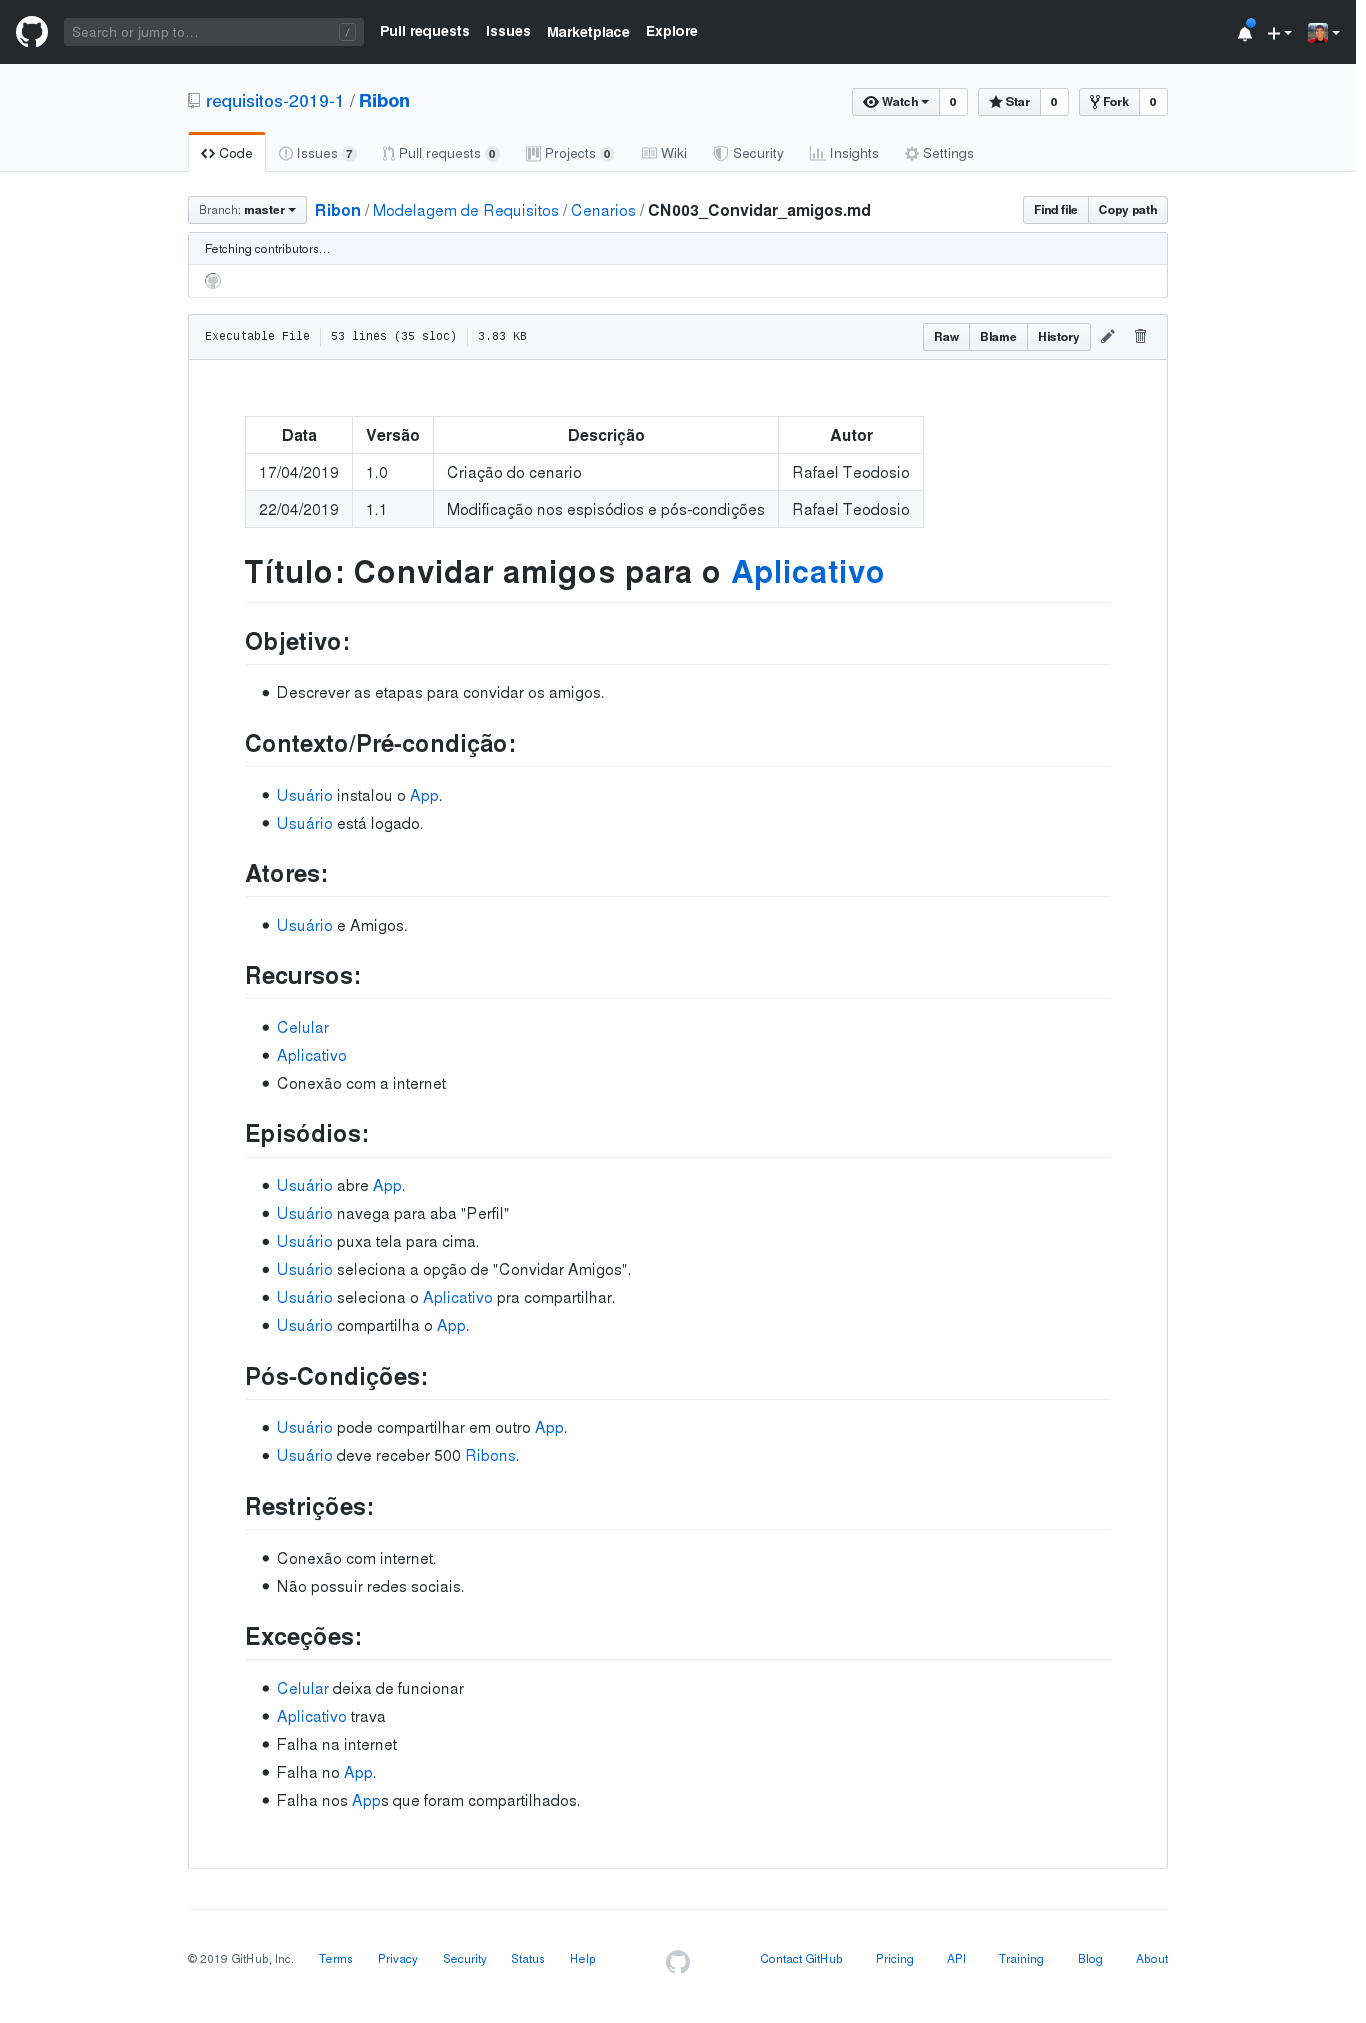 Search or jump to… / Pull requests Issues Marketplace Explore
requisitos-2019-1 / Ribon Watch 0 Star 0 Fork 0
Code Issues 7 Pull requests 0 Projects 0 Wiki Security Insights Settings
Branch: master Ribon / Modelagem de Requisitos / Cenarios / CN003_Convidar_amigos.md Find file Copy path
Fetching contributors…
Executable File 53 lines (35 sloc) 3.83 KB Raw Blame History
Data Versão Descrição Autor
17/04/2019 1.0 Criação do cenario Rafael Teodosio
22/04/2019 1.1 Modificação nos espisódios e pós-condições Rafael Teodosio
Título: Convidar amigos para o Aplicativo
Objetivo:
Descrever as etapas para convidar os amigos.
Contexto/Pré-condição:
Usuário instalou o App.
Usuário está logado.
Atores:
Usuário e Amigos.
Recursos:
Celular
Aplicativo
Conexão com a internet
Episódios:
Usuário abre App.
Usuário navega para aba "Perfil"
Usuário puxa tela para cima.
Usuário seleciona a opção de "Convidar Amigos".
Usuário seleciona o Aplicativo pra compartilhar.
Usuário compartilha o App.
Pós-Condições:
Usuário pode compartilhar em outro App.
Usuário deve receber 500 Ribons.
Restrições:
Conexão com internet.
Não possuir redes sociais.
Exceções:
Celular deixa de funcionar
Aplicativo trava
Falha na internet
Falha no App.
Falha nos Apps que foram compartilhados.
© 2019 GitHub, Inc. Terms Privacy Security Status Help Contact GitHub Pricing API Training Blog About